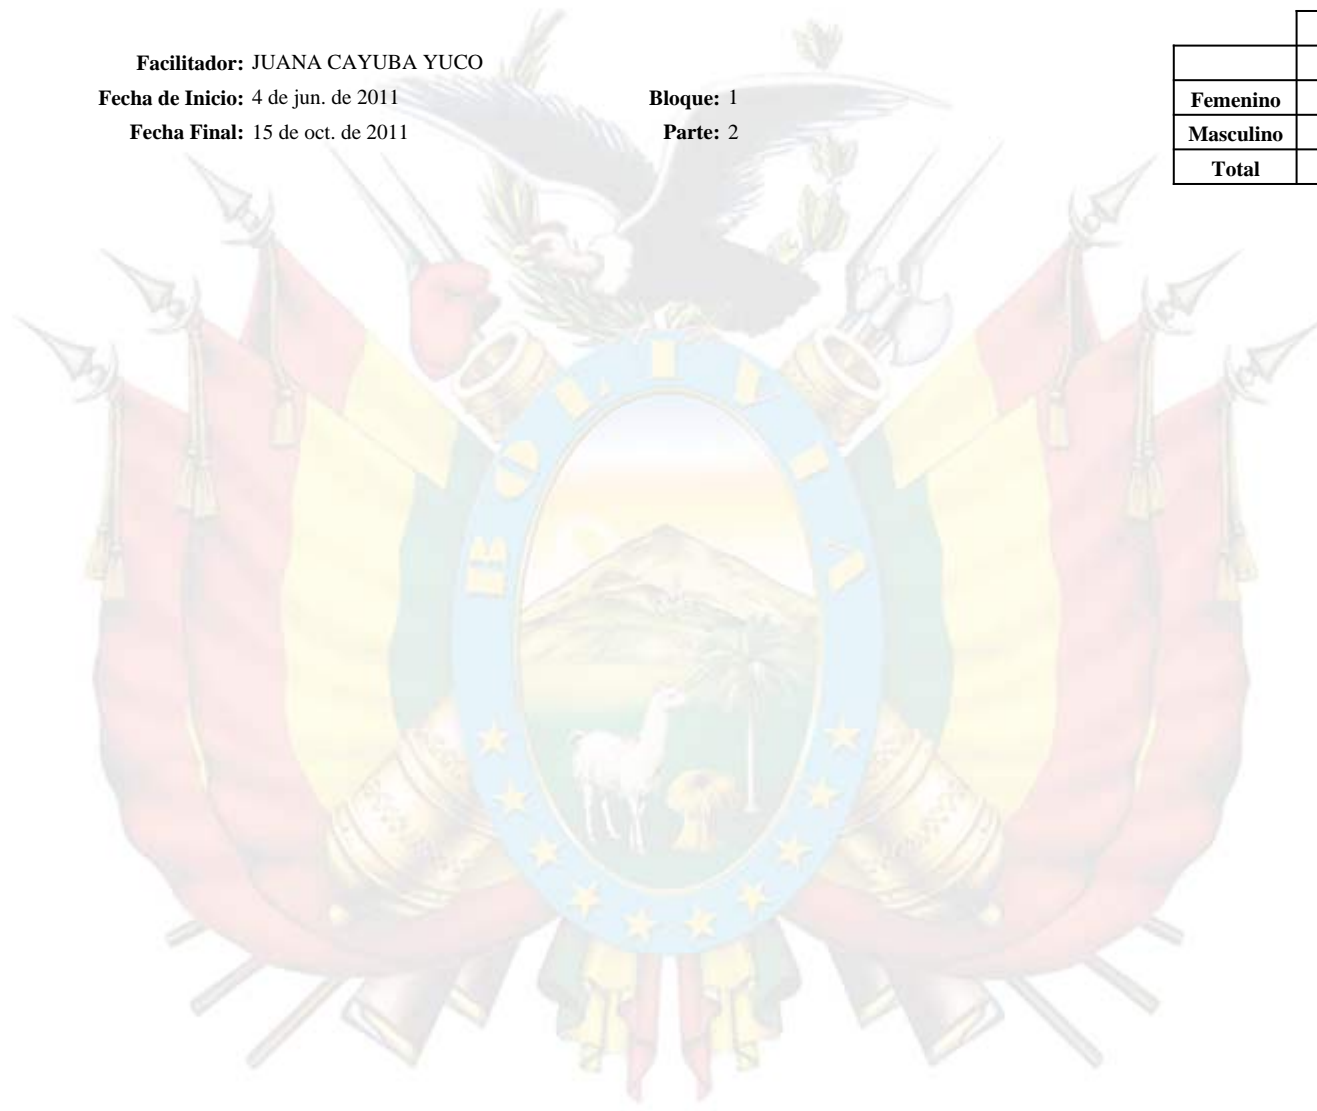 Facilitador: JUANA CAYUBA YUCO
Fecha de Inicio: 4 de jun. de 2011 Bloque: 1
Fecha Final: 15 de oct. de 2011 Parte: 2
Femenino
Masculino
Total
BOLIVIA